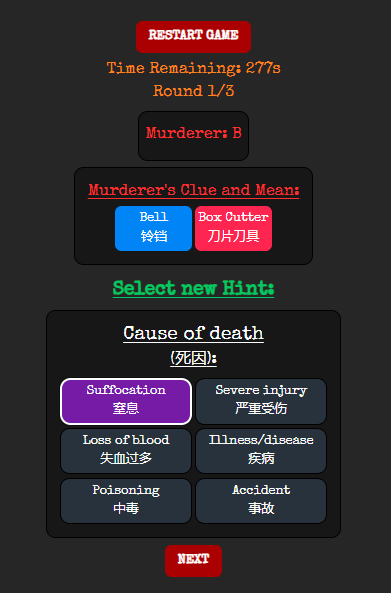 RESTART GAME
Time Remaining: 277s
Round 1/3
Murderer: B
Murderer's Clue and Mean:
Bell
铃铛
Box Cutter
刀片刀具
Select new Hint:
Cause of death
(死因):
Suffocation
窒息
Severe injury
严重受伤
Loss of blood
失血过多
Illness/disease
疾病
Poisoning
中毒
Accident
事故
NEXT